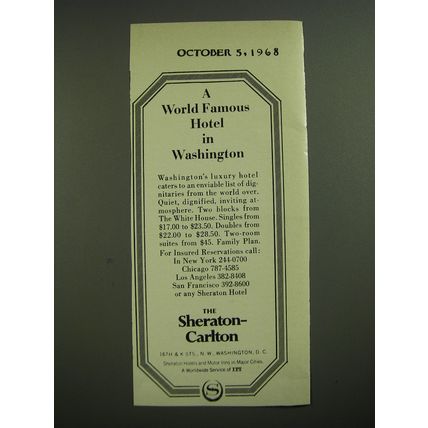 OCTOBER 5, 1968
A
World Famous
Hotel
in
Washington
Washington's luxury hotel
caters to an enviable list of dig-
nitaries from the world over.
Quiet, dignified, inviting at-
mosphere. Two blocks from
The White House. Singles from
$17.00 to $23.50. Doubles from
$22.00 to $28.50. Two-room
suites from $45. Family Plan.
For Insured Reservations call:
In New York 244-0700
Chicago 787-4585
Los Angeles 382-8408
San Francisco 392-8600
or any Sheraton Hotel
THE
Sheraton-
Carlton
16TH & K STS., N. W., WASHINGTON, D. C.
Sheraton Hotels and Motor Inns in Major Cities.
A Worldwide Service of ITT
S